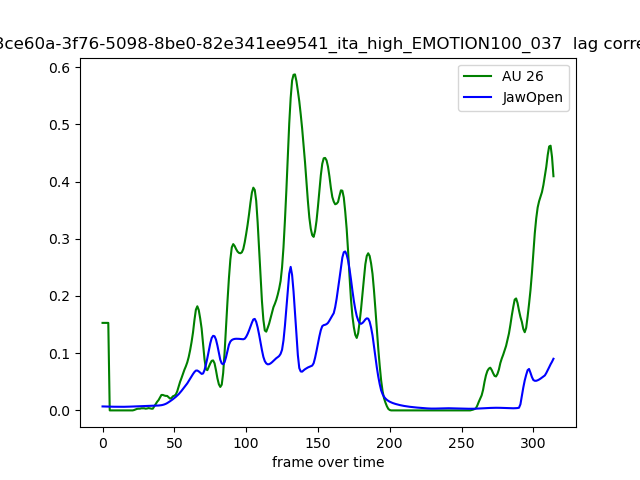 3ce60a-3f76-5098-8be0-82e341ee9541_ita_high_EMOTION100_037 lag corre
0.6
0.5
0.4
0.3
0.2
0.1
0.0
AU 26
JawOpen
0 50 100 150 200 250 300
frame over time